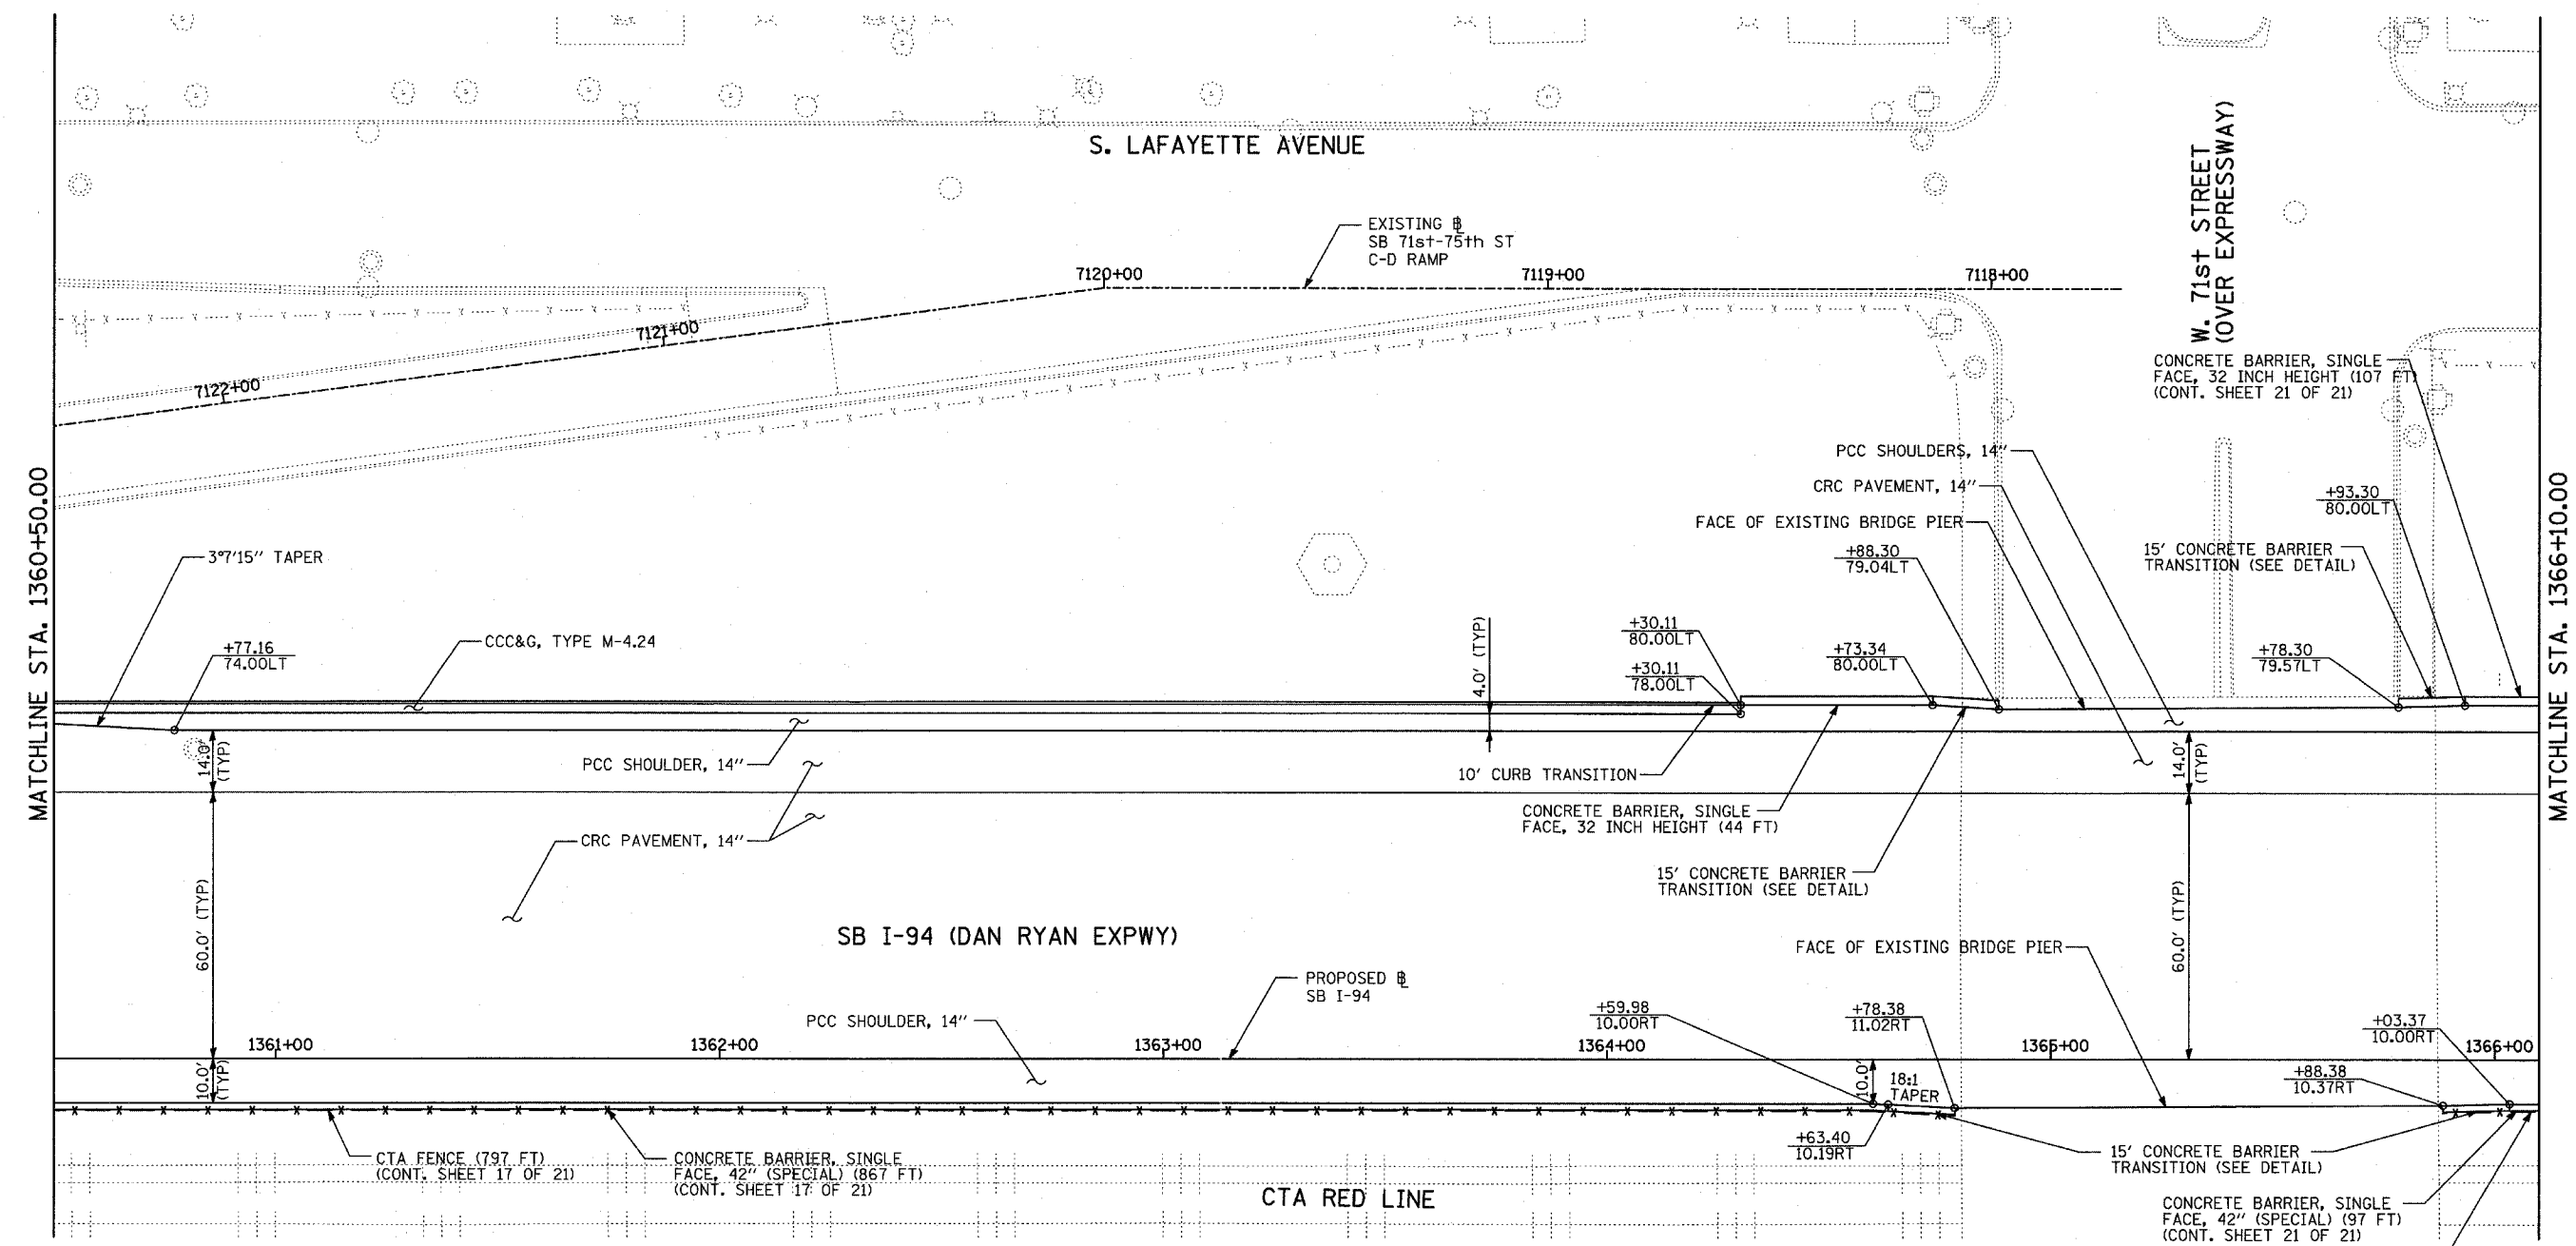 S. LAFAYETTE AVENUE
W. 71st STREET
(OVER EXPRESSWAY)
EXISTING B
SB 71st-75th ST
C-D RAMP
7120+00
7119+00
7118+00
7121+00
7122+00
CONCRETE BARRIER, SINGLE
FACE, 32 INCH HEIGHT (107 FT)
(CONT. SHEET 21 OF 21)
PCC SHOULDERS, 14"
CRC PAVEMENT, 14"
FACE OF EXISTING BRIDGE PIER
+93.30
80.00LT
MATCHLINE STA. 1360+50.00
MATCHLINE STA. 1366+10.00
3°7'15" TAPER
+88.30
79.04LT
15' CONCRETE BARRIER
TRANSITION (SEE DETAIL)
+77.16
74.00LT
CCC&G, TYPE M-4.24
4.0' (TYP)
+30.11
80.00LT
+30.11
78.00LT
+73.34
80.00LT
+78.30
79.57LT
14.0'
(TYP)
PCC SHOULDER, 14"
10' CURB TRANSITION
14.0'
(TYP)
CONCRETE BARRIER, SINGLE
FACE, 32 INCH HEIGHT (44 FT)
CRC PAVEMENT, 14"
15' CONCRETE BARRIER
TRANSITION (SEE DETAIL)
60.0' (TYP)
60.0' (TYP)
SB I-94 (DAN RYAN EXPWY)
FACE OF EXISTING BRIDGE PIER
PROPOSED B
SB I-94
PCC SHOULDER, 14"
+59.98
10.00RT
+78.38
11.02RT
+03.37
10.00RT
1361+00
1362+00
1363+00
1364+00
1365+00
1366+00
10.0'
(TYP)
10.0'
18:1
TAPER
+88.38
10.37RT
+63.40
10.19RT
CTA FENCE (797 FT)
(CONT. SHEET 17 OF 21)
CONCRETE BARRIER, SINGLE
FACE, 42" (SPECIAL) (867 FT)
(CONT. SHEET 17 OF 21)
15' CONCRETE BARRIER
TRANSITION (SEE DETAIL)
CTA RED LINE
CONCRETE BARRIER, SINGLE
FACE, 42" (SPECIAL) (97 FT)
(CONT. SHEET 21 OF 21)